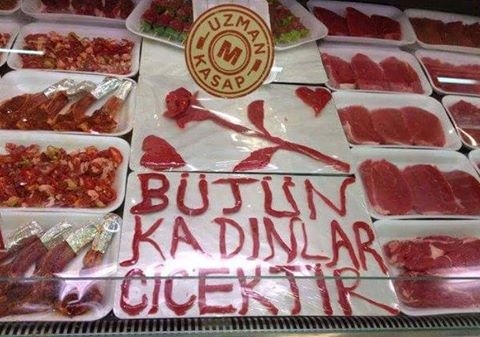 UZMAN
M
KASAP
BÜTÜN
KADINLAR
ÇİÇEKTİR